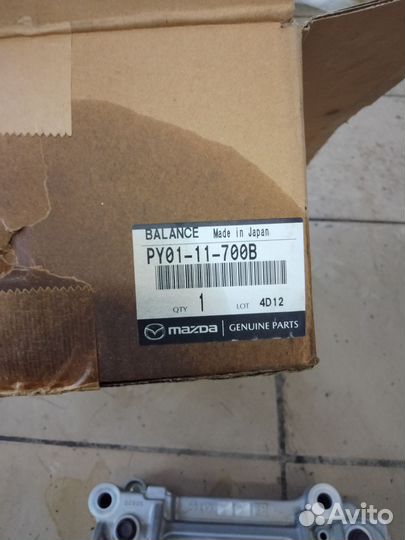 BALANCE Made in Japan
PY01-11-700B
QTY 1 LOT 4D12
mazda GENUINE PARTS
Avito